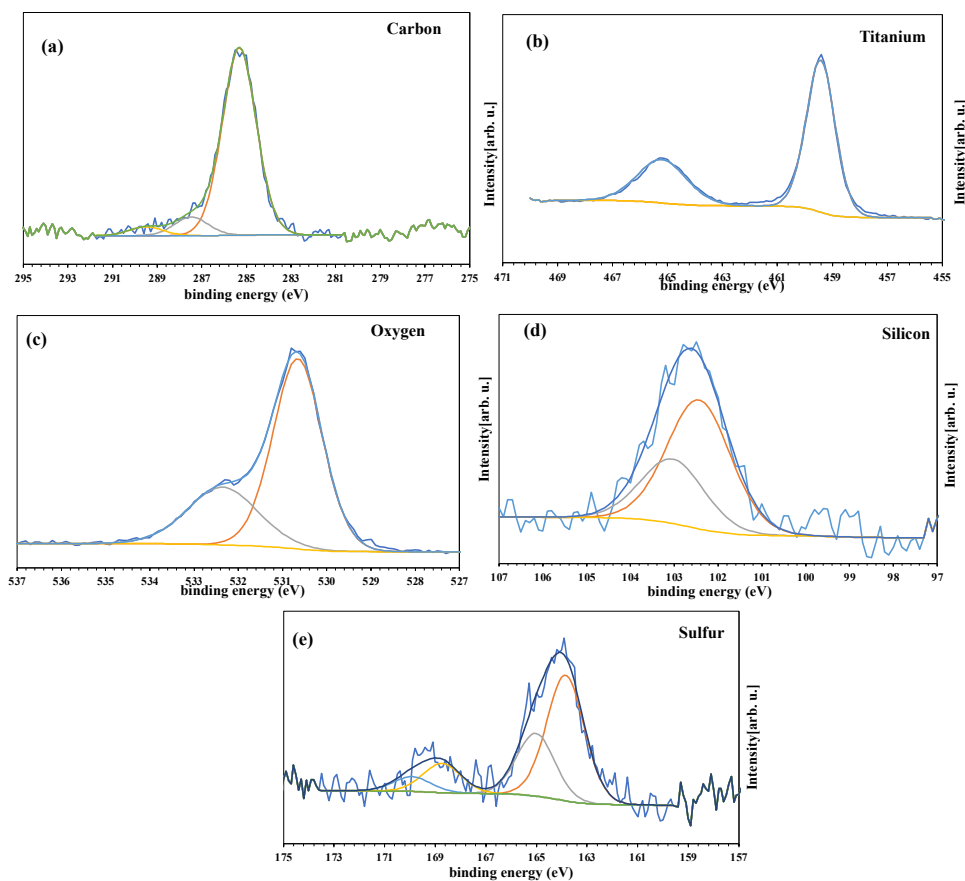 (a)
Carbon
295 293 291 289 287 285 283 281 279 277 275
binding energy (eV)
Intensity[arb. u.]
(b)
Titanium
471 469 467 465 463 461 459 457 455
binding energy (eV)
Intensity[arb. u.]
(c)
Oxygen
537 536 535 534 533 532 531 530 529 528 527
binding energy (eV)
Intensity[arb. u.]
(d)
Silicon
107 106 105 104 103 102 101 100 99 98 97
binding energy (eV)
Intensity[arb. u.]
(e)
Sulfur
175 173 171 169 167 165 163 161 159 157
binding energy (eV)
Intensity[arb. u.]